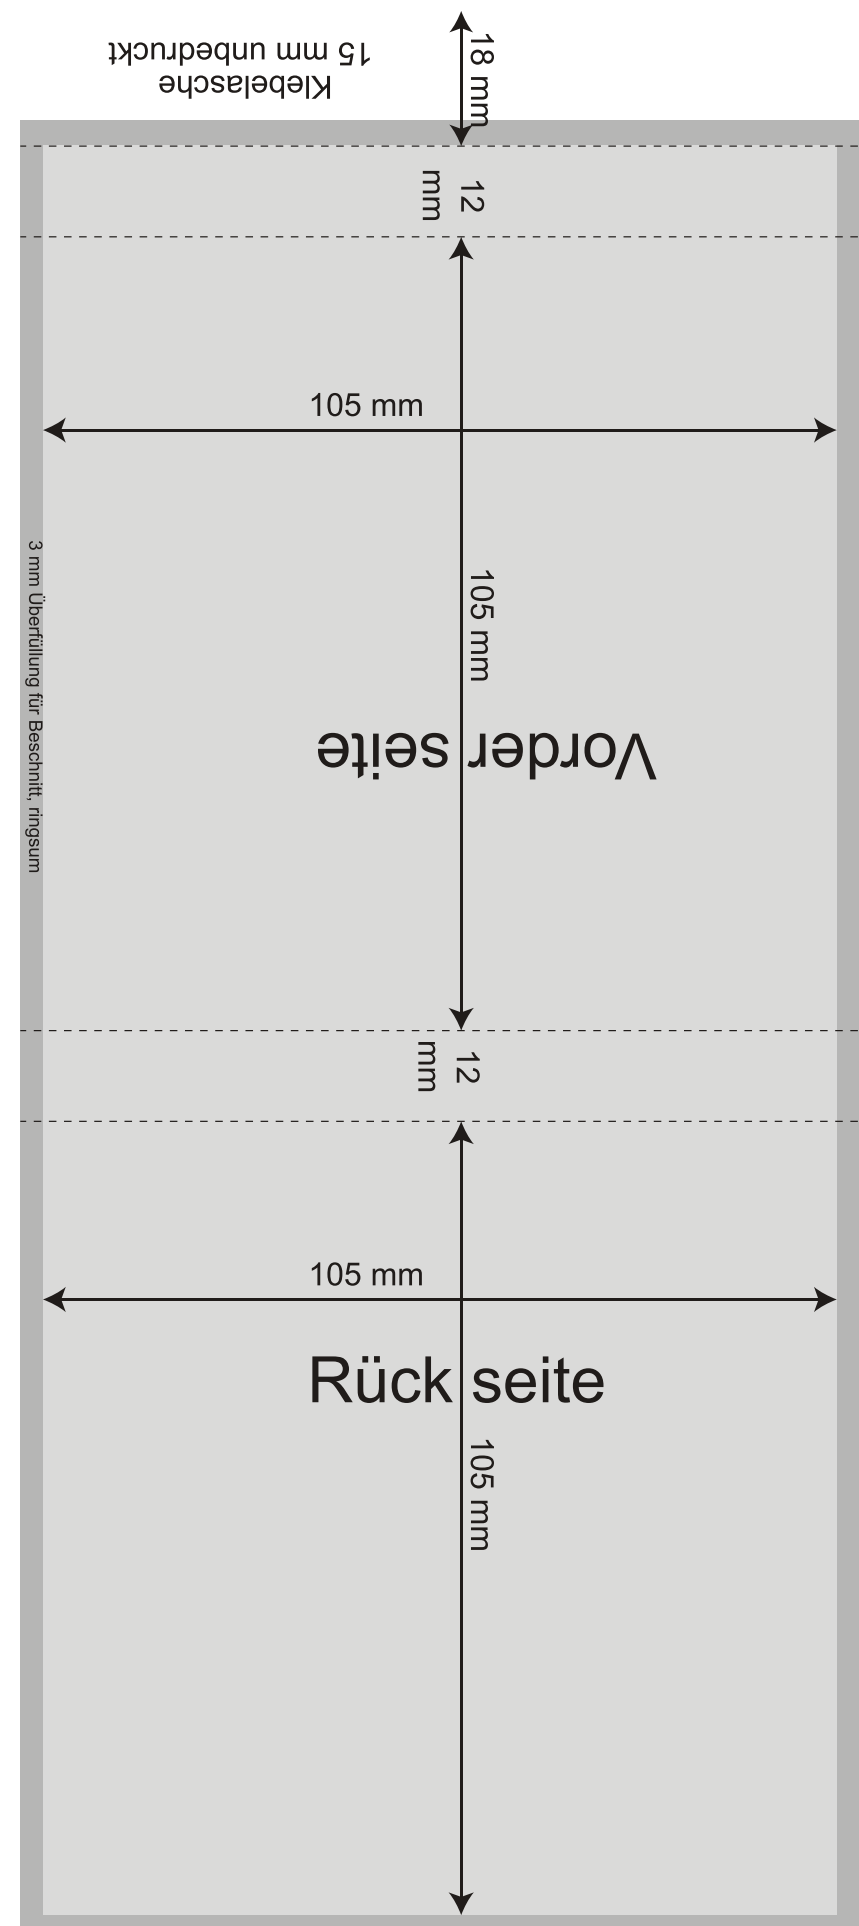 Klebelasche
15 mm unbedruckt
18 mm
12
mm
105 mm
105 mm
3 mm Überfüllung für Beschnitt, ringsum
Vorder seite
12
mm
105 mm
Rück seite
105 mm